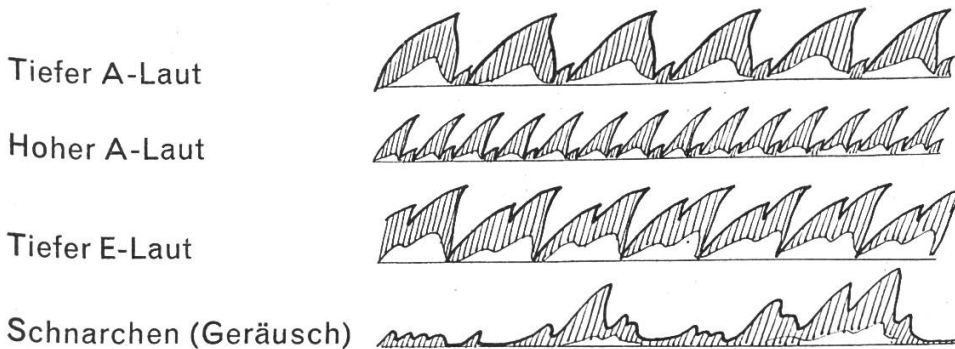 Tiefer A-Laut
Hoher A-Laut
Tiefer E-Laut
Schnarchen (Geräusch)